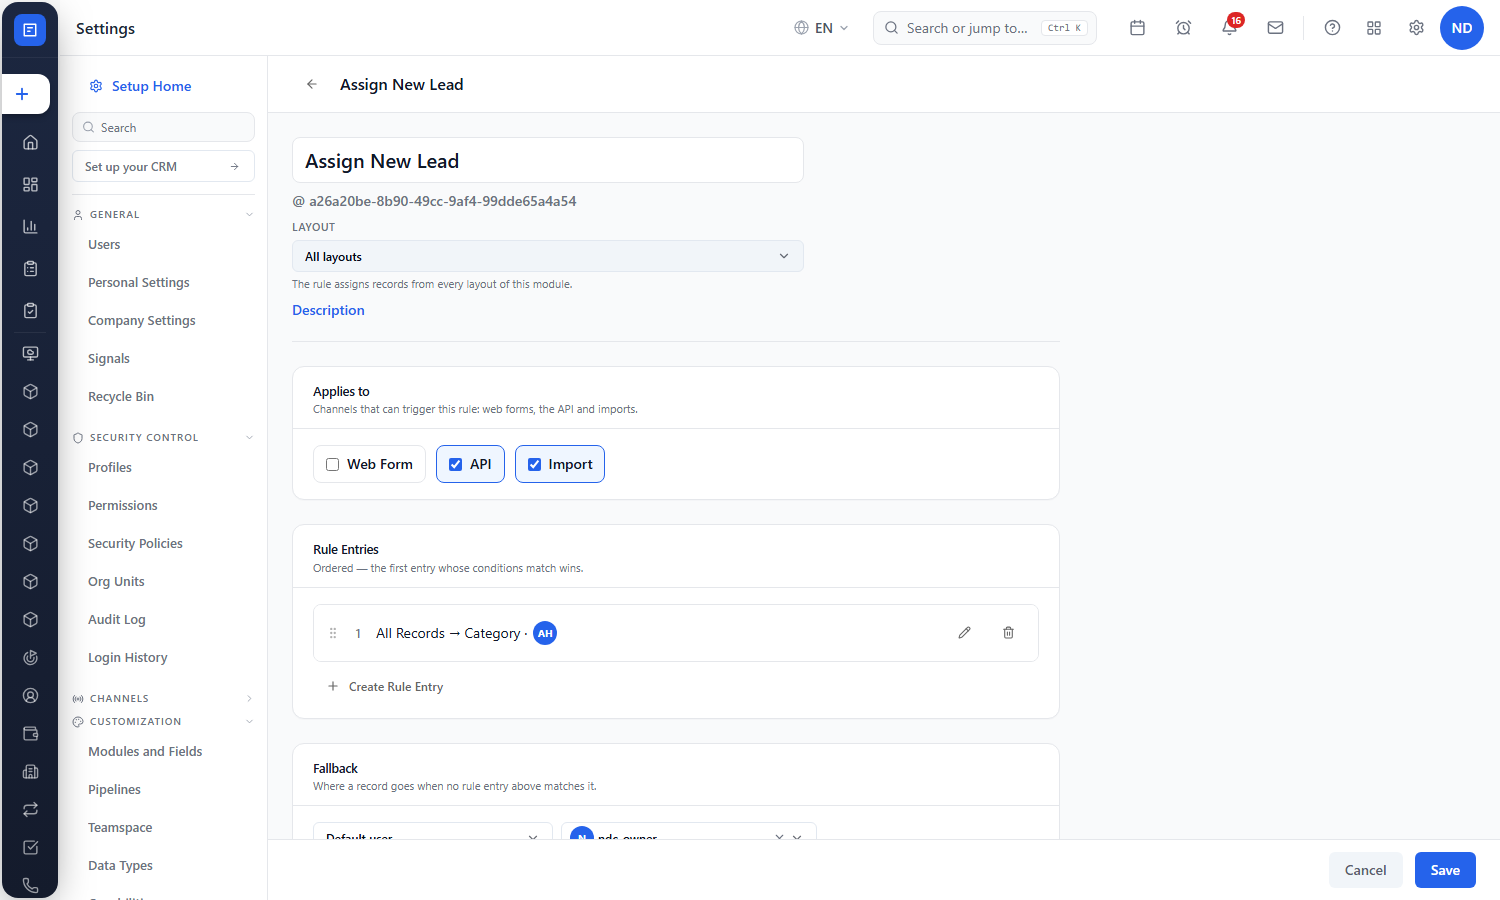 Settings
EN
Search or jump to...
Ctrl K
16
ND
Setup Home
Search
Set up your CRM
GENERAL
Users
Personal Settings
Company Settings
Signals
Recycle Bin
SECURITY CONTROL
Profiles
Permissions
Security Policies
Org Units
Audit Log
Login History
CHANNELS
CUSTOMIZATION
Modules and Fields
Pipelines
Teamspace
Data Types
Assign New Lead
Assign New Lead
@ a26a20be-8b90-49cc-9af4-99dde65a4a54
LAYOUT
All layouts
The rule assigns records from every layout of this module.
Description
Applies to
Channels that can trigger this rule: web forms, the API and imports.
Web Form
API
Import
Rule Entries
Ordered — the first entry whose conditions match wins.
1 All Records → Category · AH
Create Rule Entry
Fallback
Where a record goes when no rule entry above matches it.
Default user
N ndc-owner
Cancel
Save